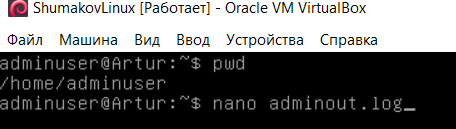 ShumakovLinux [Работает] - Oracle VM VirtualBox
Файл Машина Вид Ввод Устройства Справка
adminuser@Artur:~$ pwd
/home/adminuser
adminuser@Artur:~$ nano adminout.log_